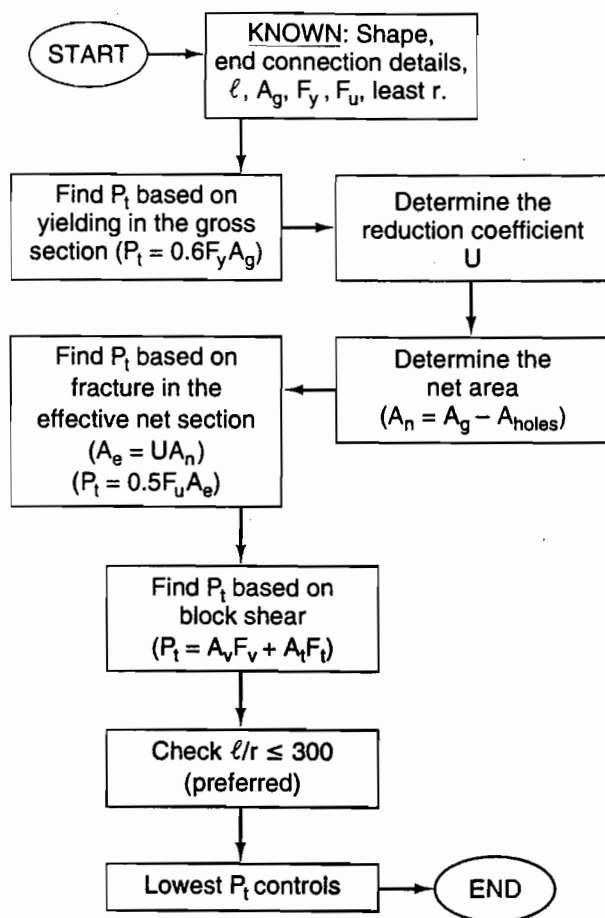 START
KNOWN: Shape,
end connection details,
ℓ, A_g, F_y, F_u, least r.
Find P_t based on
yielding in the gross
section (P_t = 0.6F_yA_g)
Determine the
reduction coefficient
U
Determine the
net area
(A_n = A_g – A_holes)
Find P_t based on
fracture in the
effective net section
(A_e = UA_n)
(P_t = 0.5F_uA_e)
Find P_t based on
block shear
(P_t = A_vF_v + A_tF_t)
Check ℓ/r ≤ 300
(preferred)
Lowest P_t controls
END